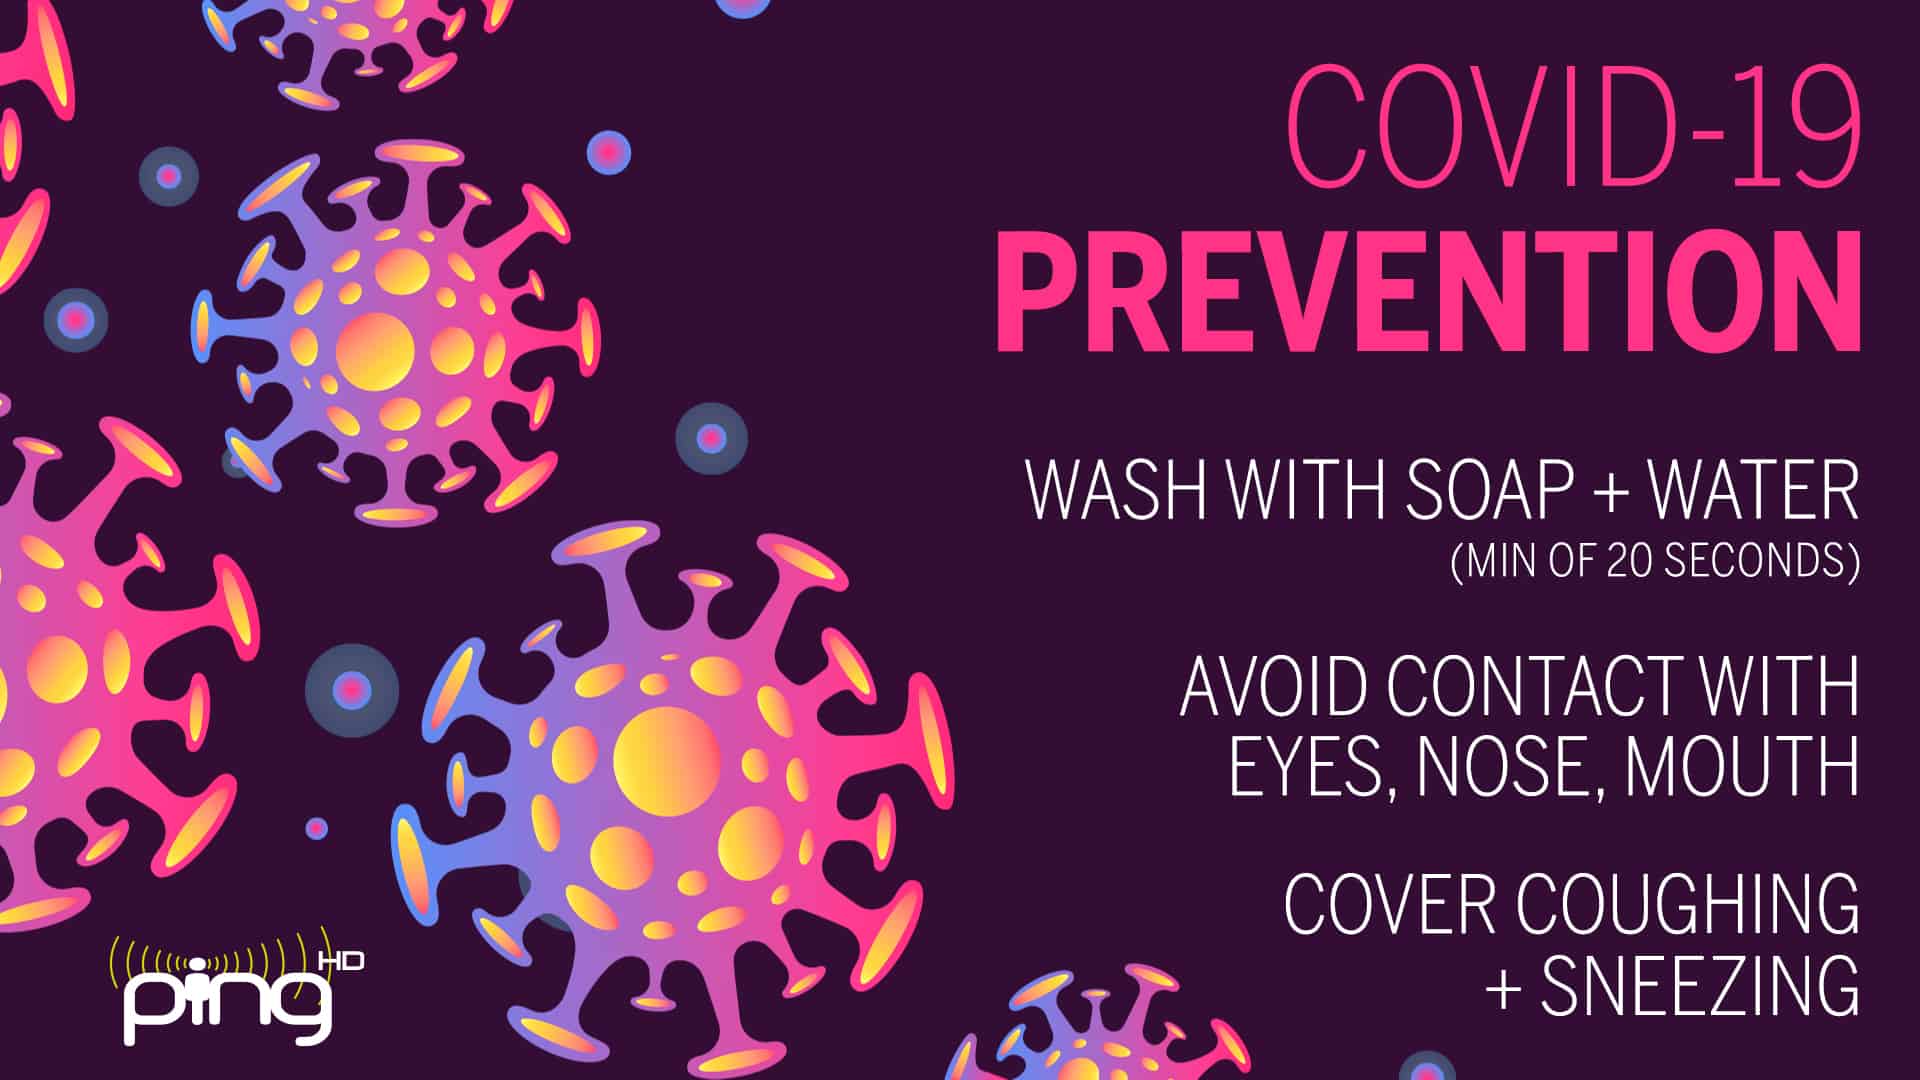 COVID-19
PREVENTION
WASH WITH SOAP + WATER
(MIN OF 20 SECONDS)
AVOID CONTACT WITH
EYES, NOSE, MOUTH
COVER COUGHING
+ SNEEZING
ping HD